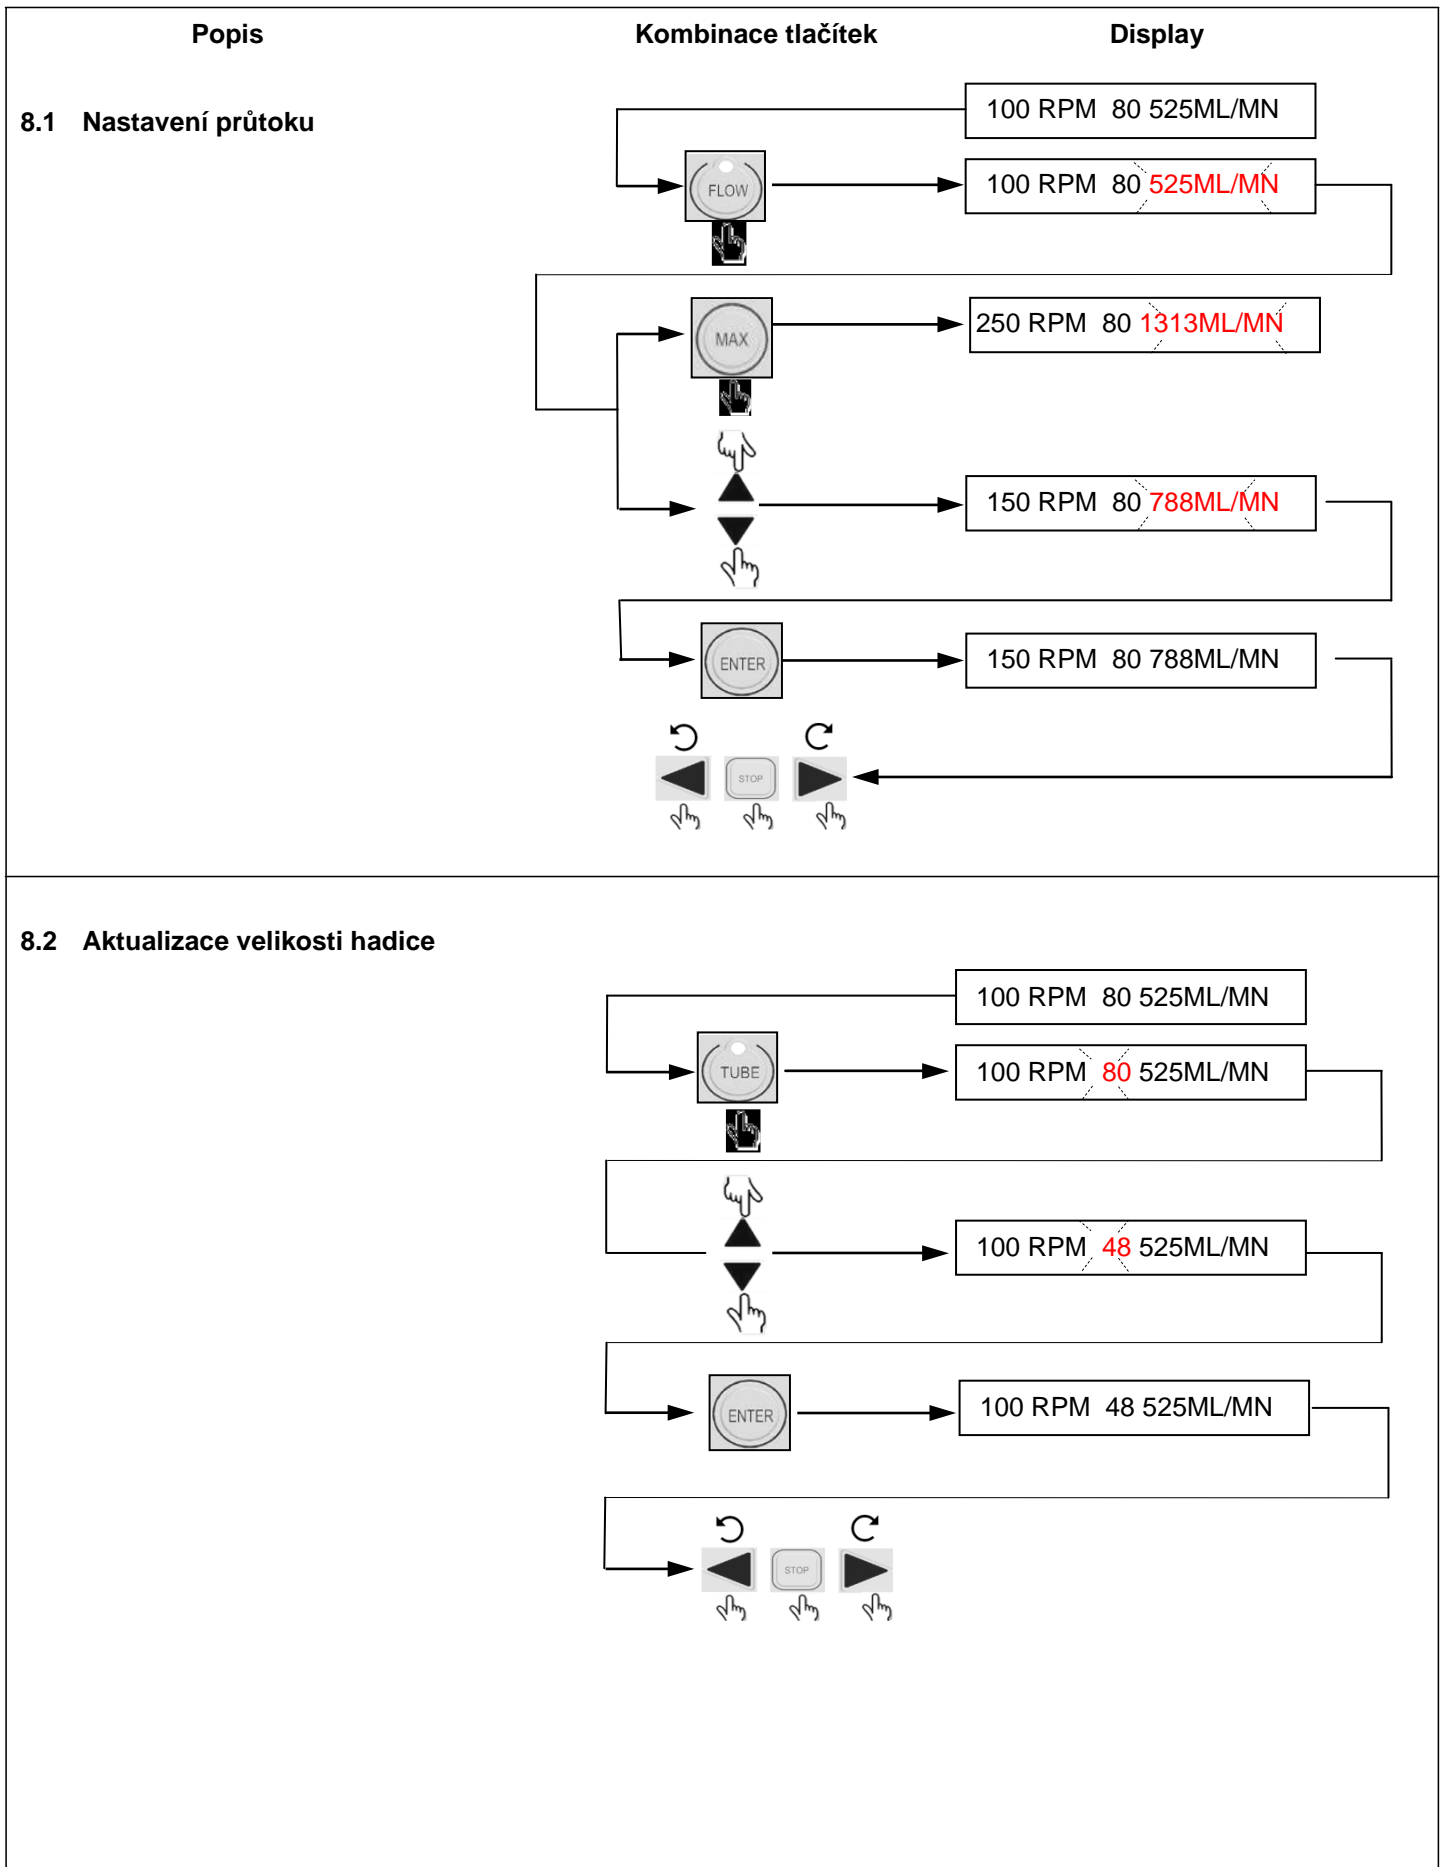 Popis Kombinace tlačítek Display
8.1 Nastavení průtoku
100 RPM 80 525ML/MN
FLOW
100 RPM 80 525ML/MN
MAX
250 RPM 80 1313ML/MN
150 RPM 80 788ML/MN
ENTER
150 RPM 80 788ML/MN
STOP
8.2 Aktualizace velikosti hadice
100 RPM 80 525ML/MN
TUBE
100 RPM 80 525ML/MN
100 RPM 48 525ML/MN
ENTER
100 RPM 48 525ML/MN
STOP